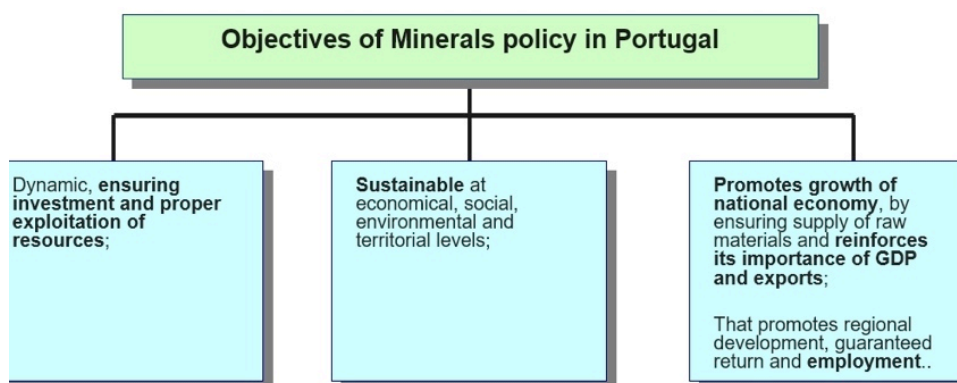 Objectives of Minerals policy in Portugal
Dynamic, ensuring
investment and proper
exploitation of
resources;
Sustainable at
economical, social,
environmental and
territorial levels;
Promotes growth of
national economy, by
ensuring supply of raw
materials and reinforces
its importance of GDP
and exports;
That promotes regional
development, guaranteed
return and employment..